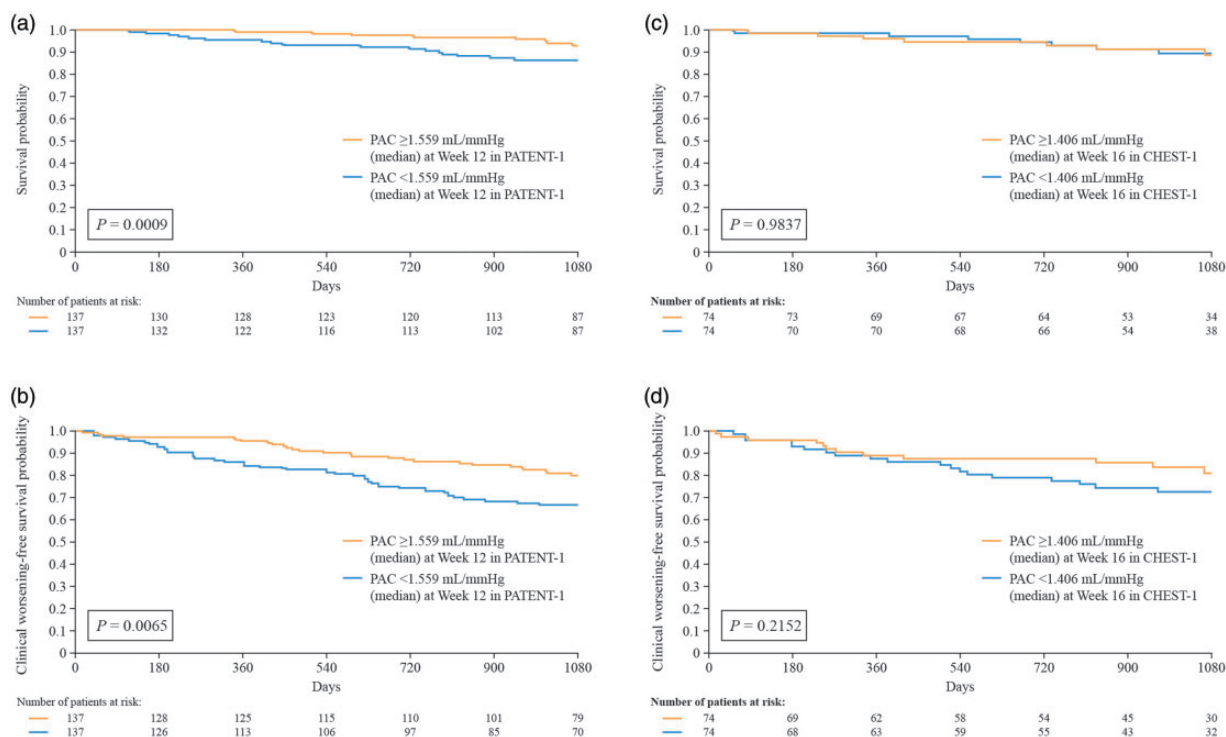 (a)
Survival probability
1.0
0.9
0.8
0.7
0.6
0.5
0.4
0.3
0.2
0.1
0
PAC ≥1.559 mL/mmHg
(median) at Week 12 in PATENT-1
PAC <1.559 mL/mmHg
(median) at Week 12 in PATENT-1
P = 0.0009
0 180 360 540 720 900 1080
Days
Number of patients at risk:
137 130 128 123 120 113 87
137 132 122 116 113 102 87
(c)
Survival probability
1.0
0.9
0.8
0.7
0.6
0.5
0.4
0.3
0.2
0.1
0
PAC ≥1.406 mL/mmHg
(median) at Week 16 in CHEST-1
PAC <1.406 mL/mmHg
(median) at Week 16 in CHEST-1
P = 0.9837
0 180 360 540 720 900 1080
Days
Number of patients at risk:
74 73 69 67 64 53 34
74 70 70 68 66 54 38
(b)
Clinical worsening-free survival probability
1.0
0.9
0.8
0.7
0.6
0.5
0.4
0.3
0.2
0.1
0
PAC ≥1.559 mL/mmHg
(median) at Week 12 in PATENT-1
PAC <1.559 mL/mmHg
(median) at Week 12 in PATENT-1
P = 0.0065
0 180 360 540 720 900 1080
Days
Number of patients at risk:
137 128 125 115 110 101 79
137 126 113 106 97 85 70
(d)
Clinical worsening-free survival probability
1.0
0.9
0.8
0.7
0.6
0.5
0.4
0.3
0.2
0.1
0
PAC ≥1.406 mL/mmHg
(median) at Week 16 in CHEST-1
PAC <1.406 mL/mmHg
(median) at Week 16 in CHEST-1
P = 0.2152
0 180 360 540 720 900 1080
Days
Number of patients at risk:
74 69 62 58 54 45 30
74 68 63 59 55 43 32